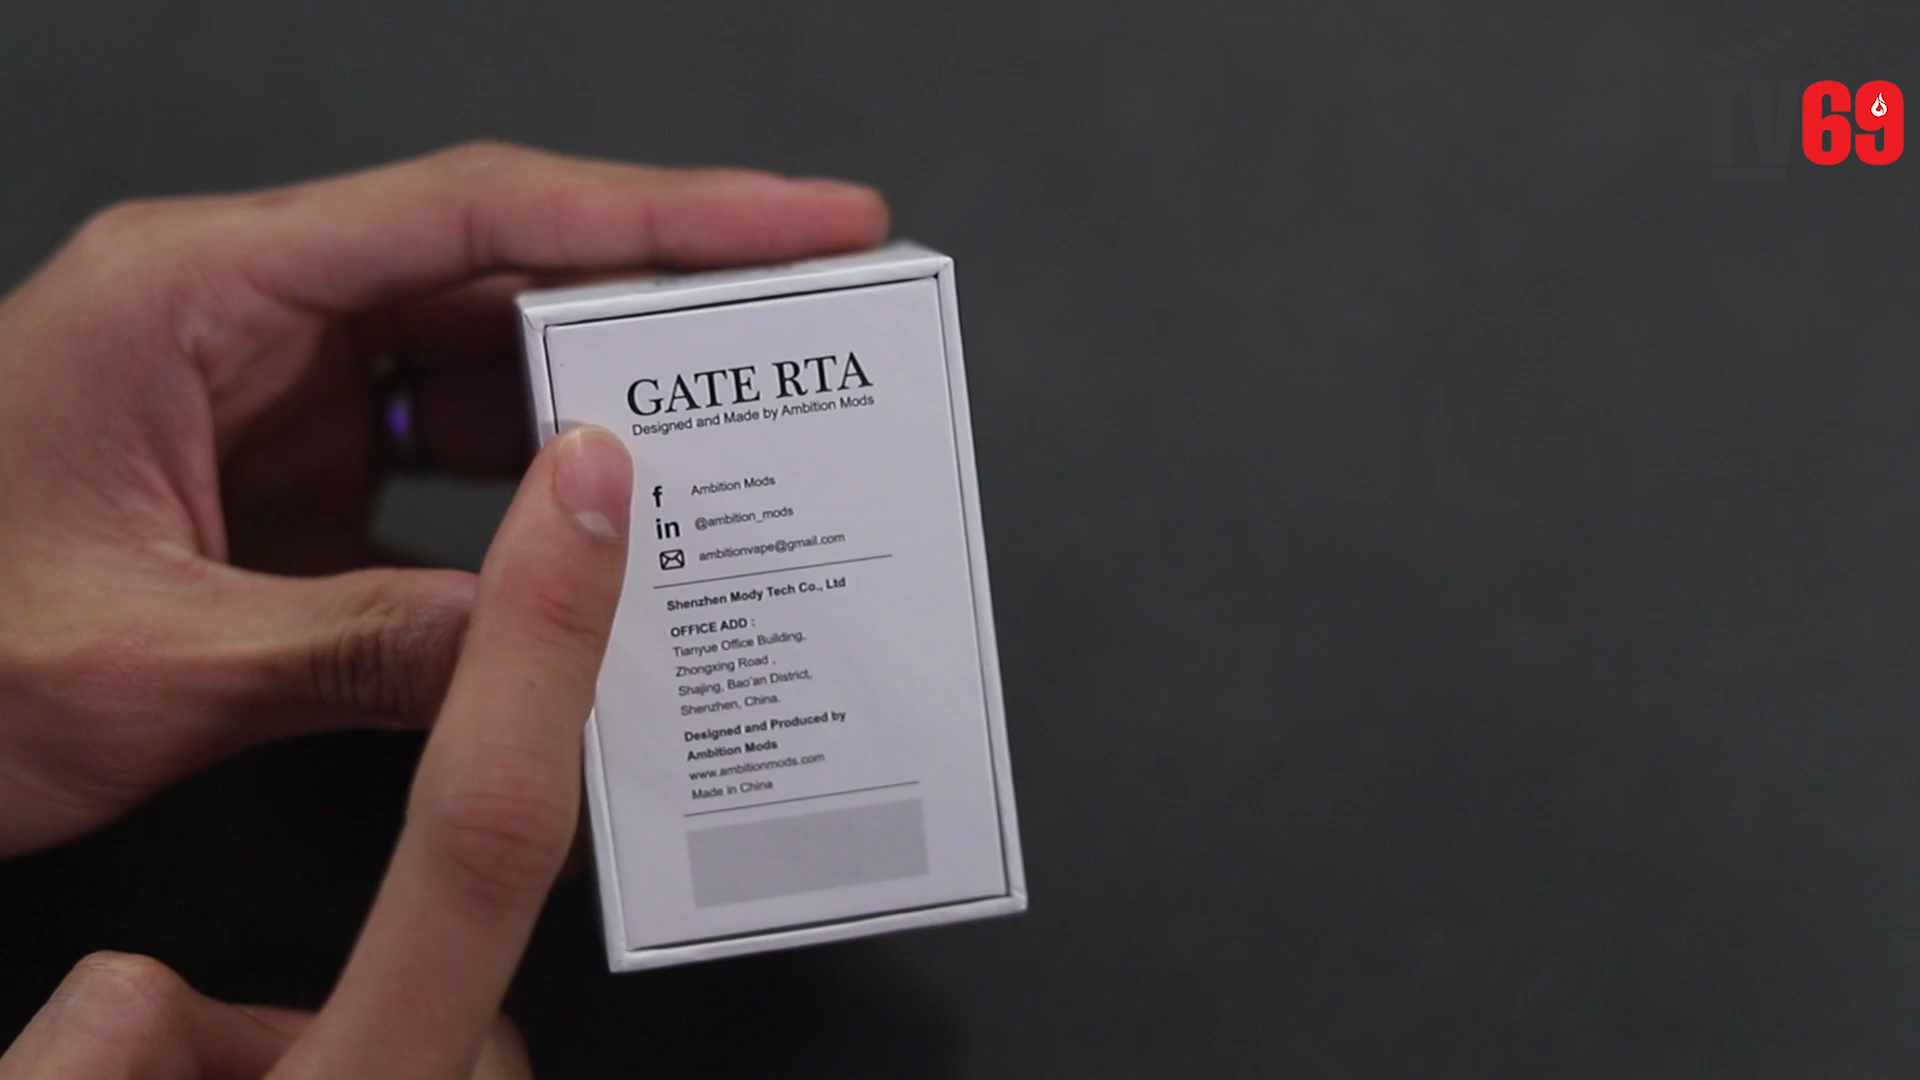 TV69
GATE RTA
Designed and Made by Ambition Mods
f Ambition Mods
in @ambition_mods
ambitionvape@gmail.com
Shenzhen Mody Tech Co., Ltd
OFFICE ADD :
Tianyue Office Building,
Zhongxing Road ,
Shajing, Bao'an District,
Shenzhen, China.
Designed and Produced by
Ambition Mods
www.ambitionmods.com
Made in China